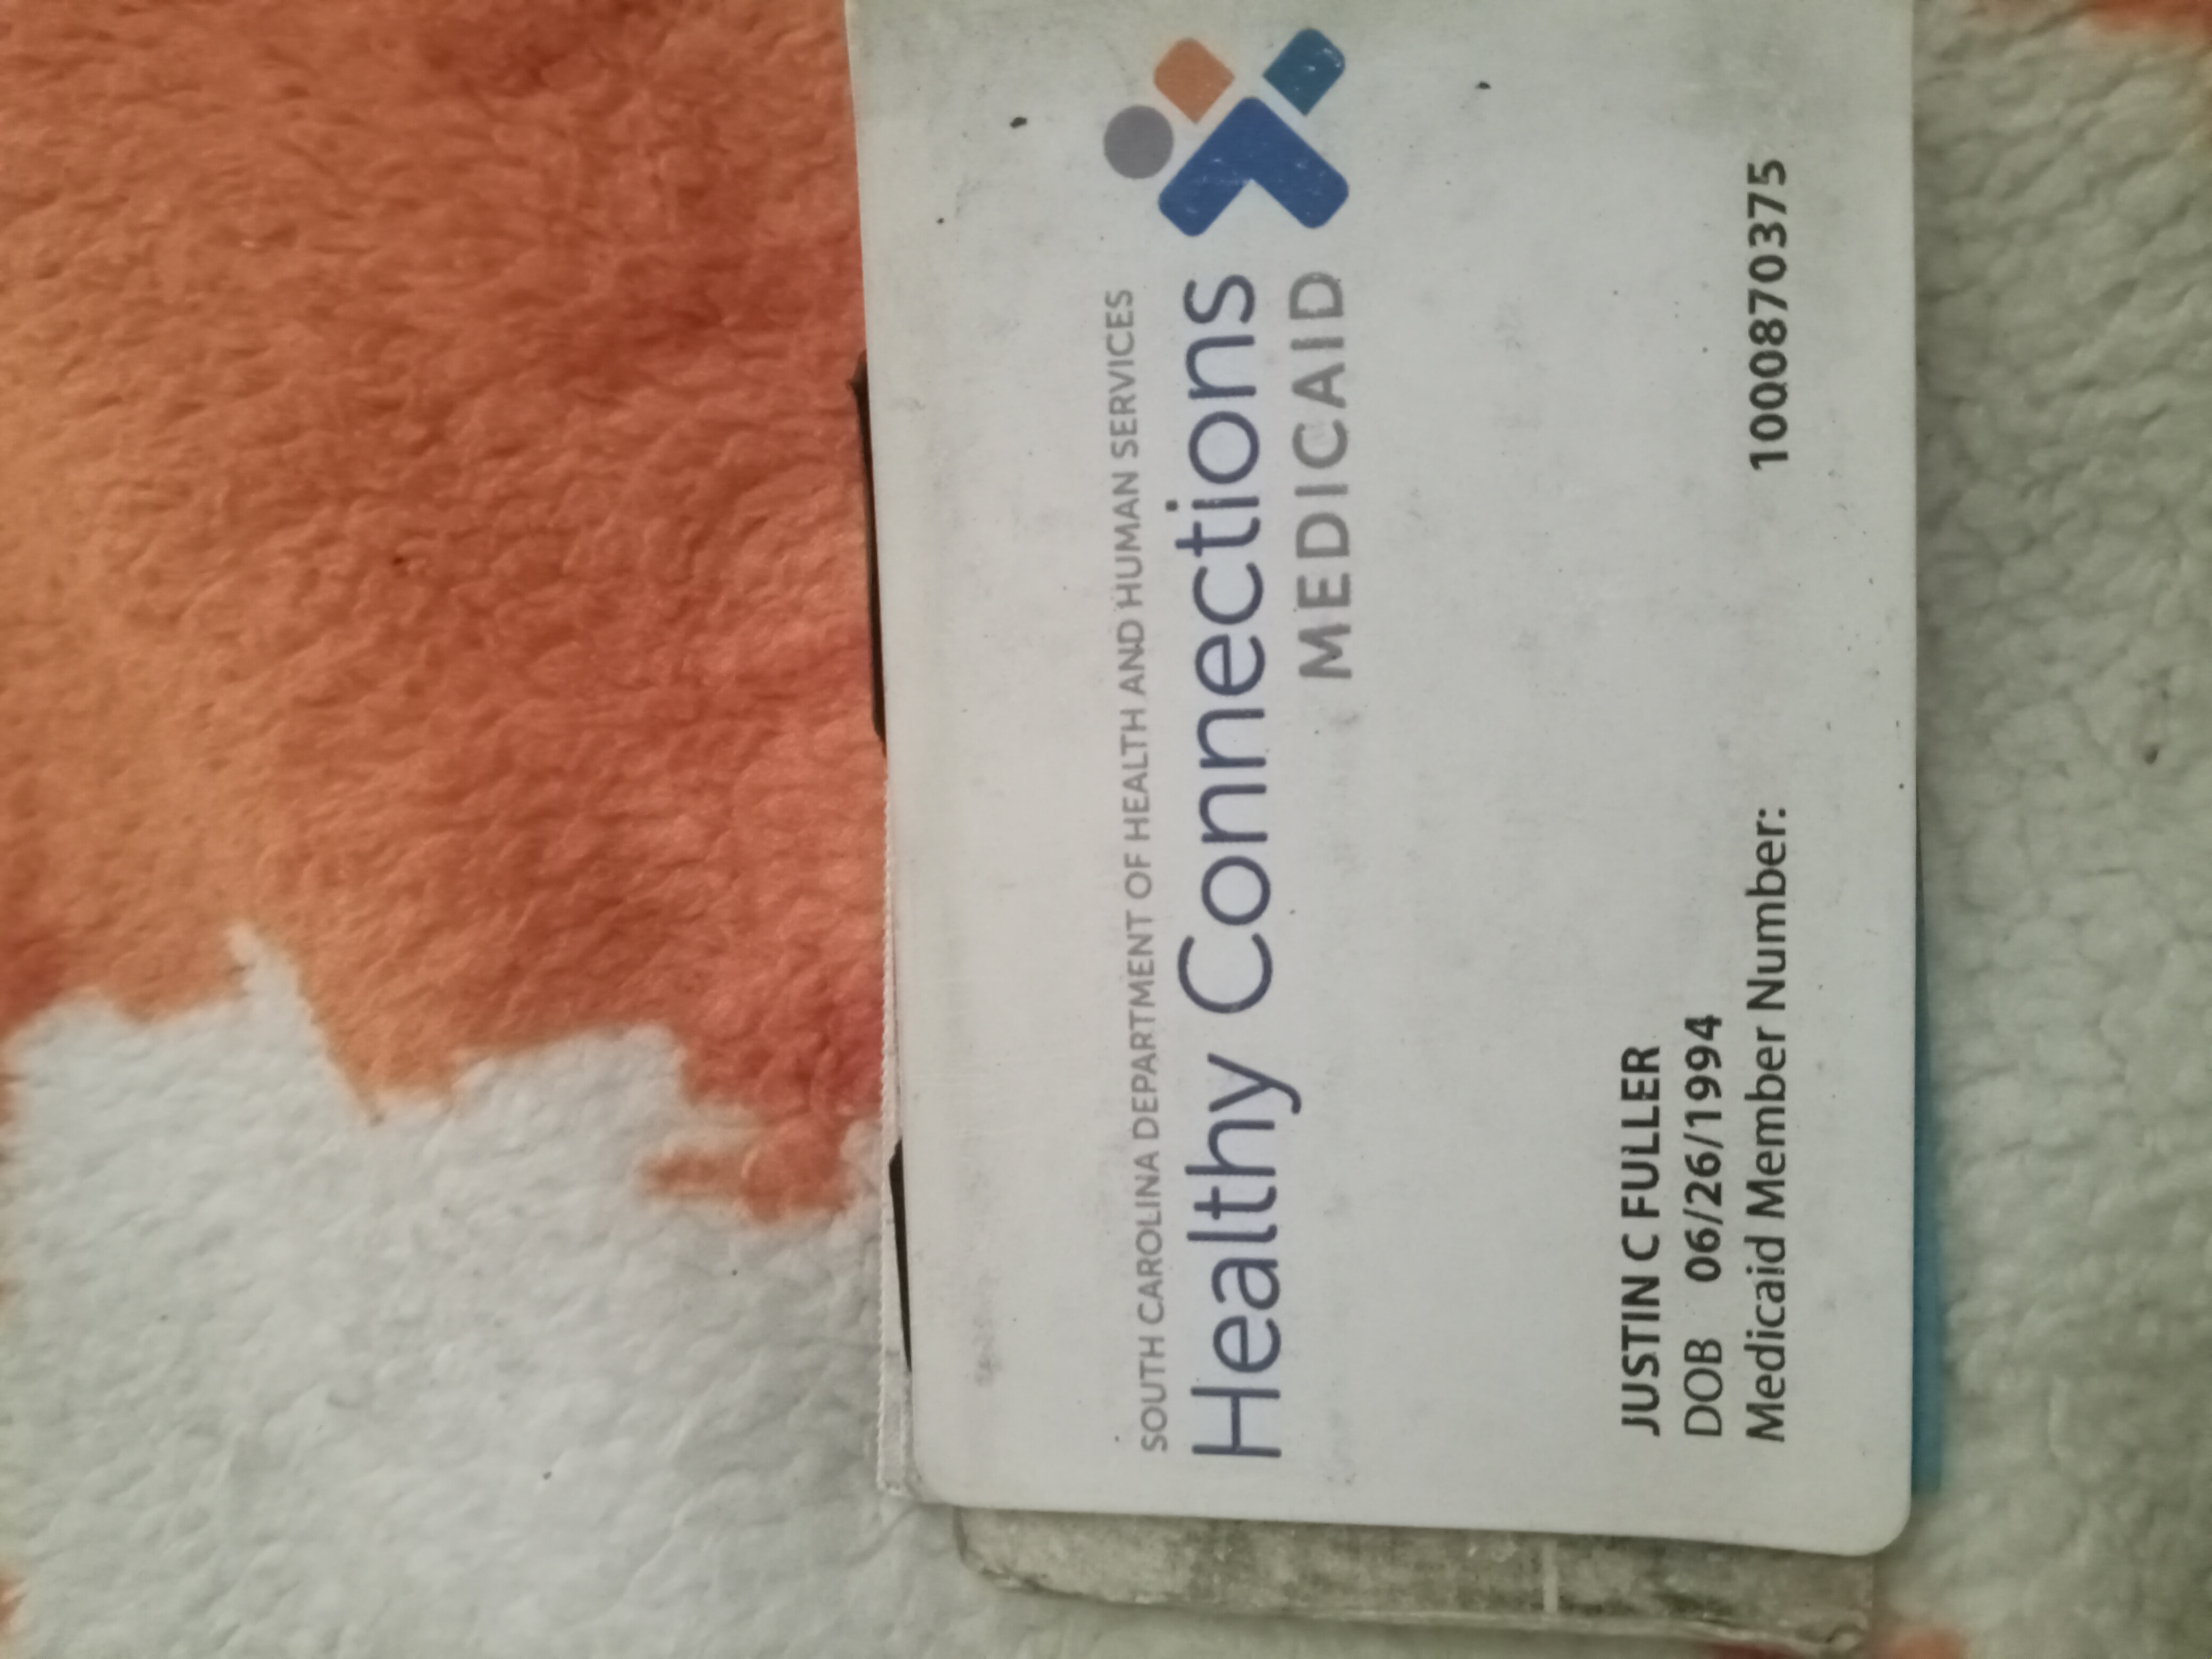 SOUTH CAROLINA DEPARTMENT OF HEALTH AND HUMAN SERVICES
Healthy Connections
MEDICAID
JUSTIN C FULLER
DOB 06/26/1994
Medicaid Member Number: 1000870375